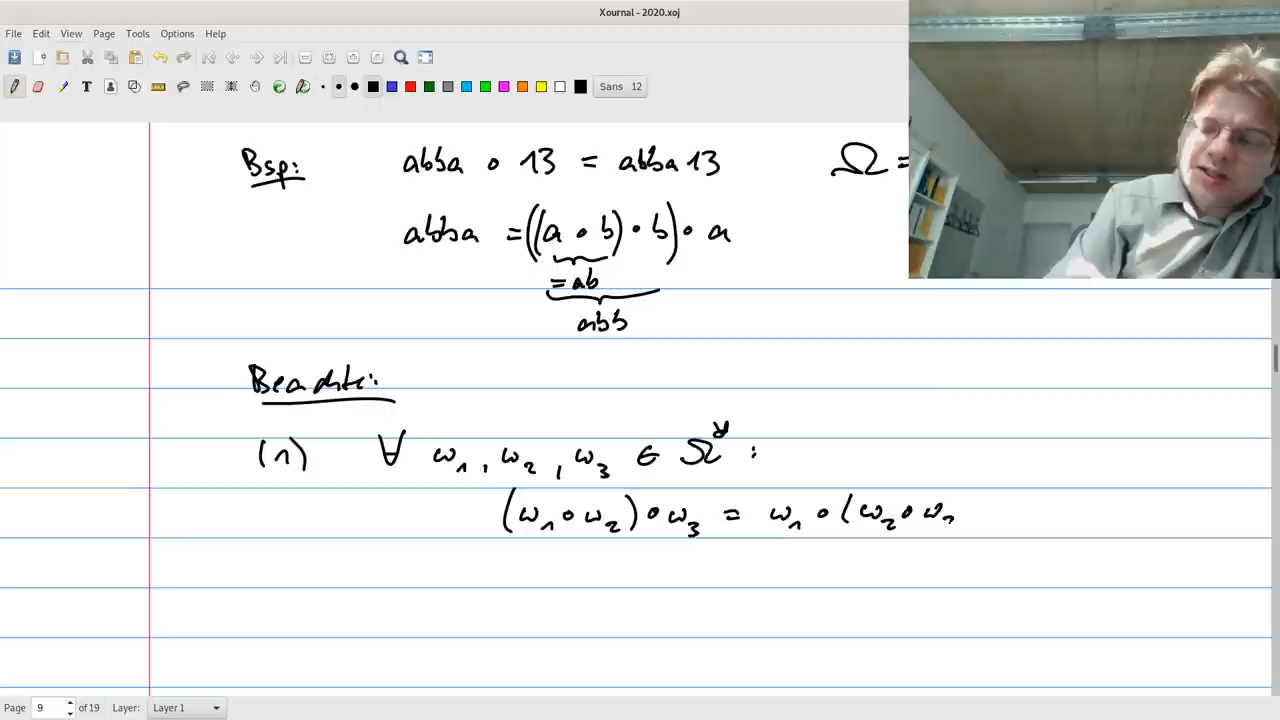 Xournal - 2020.xoj
File Edit View Page Tools Options Help
Sans 12
Bsp: abba ∘ 13 = abba13 Ω =
abba = ((a ∘ b) ∘ b) ∘ a
= ab
abb
Beachte:
(1) ∀ ω₁, ω₂, ω₃ ∈ Ω* :
(ω₁ ∘ ω₂) ∘ ω₃ = ω₁ ∘ (ω₂ ∘ ω
Page 9 of 19 Layer: Layer 1